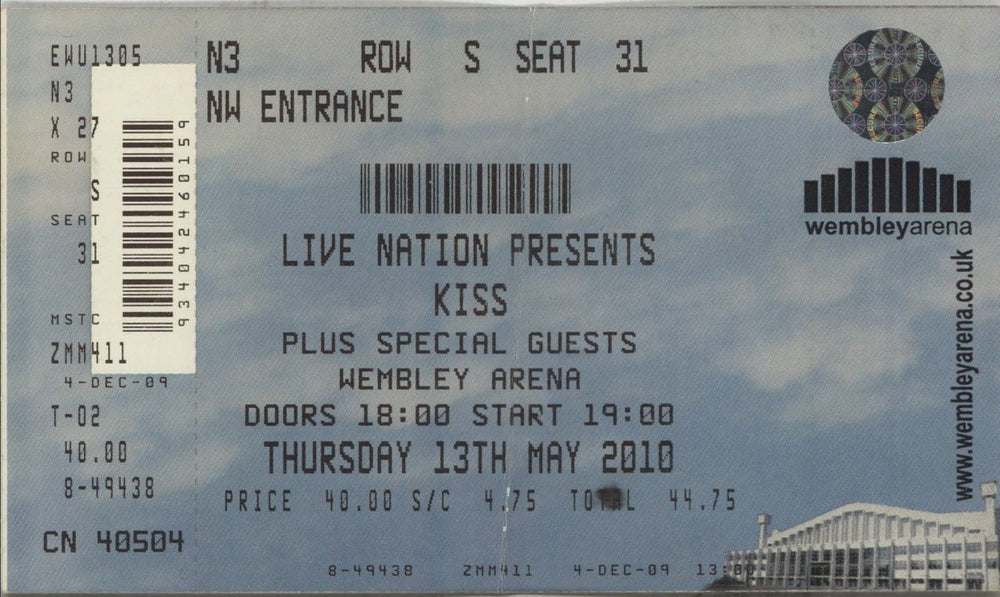 EWU1305
N3
X 27
ROW
S
SEAT
31
MSTC
ZMM411
4-DEC-09
T-02
40.00
8-49438
CN 40504
934042460159
N3 ROW S SEAT 31
NW ENTRANCE
LIVE NATION PRESENTS
KISS
PLUS SPECIAL GUESTS
WEMBLEY ARENA
DOORS 18:00 START 19:00
THURSDAY 13TH MAY 2010
PRICE 40.00 S/C 4.75 TOTAL 44.75
8-49438 ZMM411 4-DEC-09 13:00
wembleyarena
www.wembleyarena.co.uk